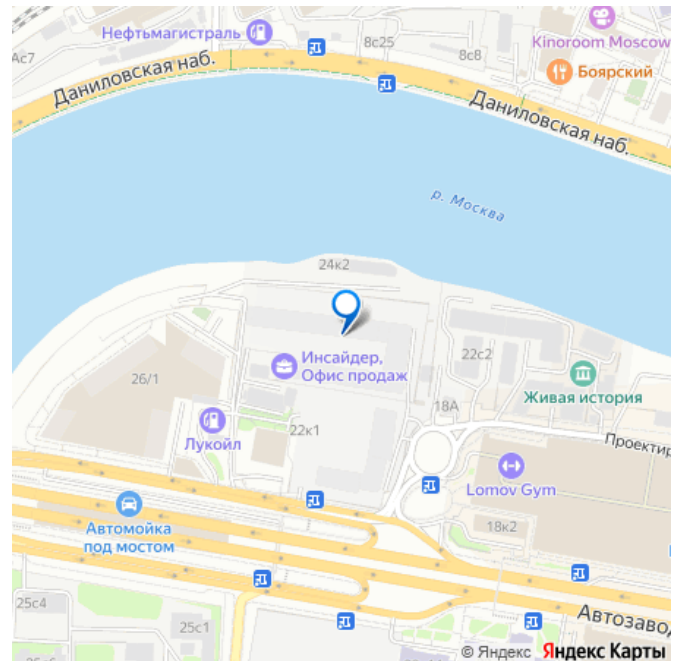 Нефтьмагистраль
8с25
8с8
Kinoroom Moscow
Ас7
Боярский
Даниловская наб.
Даниловская наб.
р. Москва
24к2
Инсайдер,
Офис продаж
22с2
26/1
Живая история
18А
Лукойл
22к1
Проектир
Lomov Gym
Автомойка
под мостом
18к2
25с4
25с1
Автозавод
© Яндекс Яндекс Карты